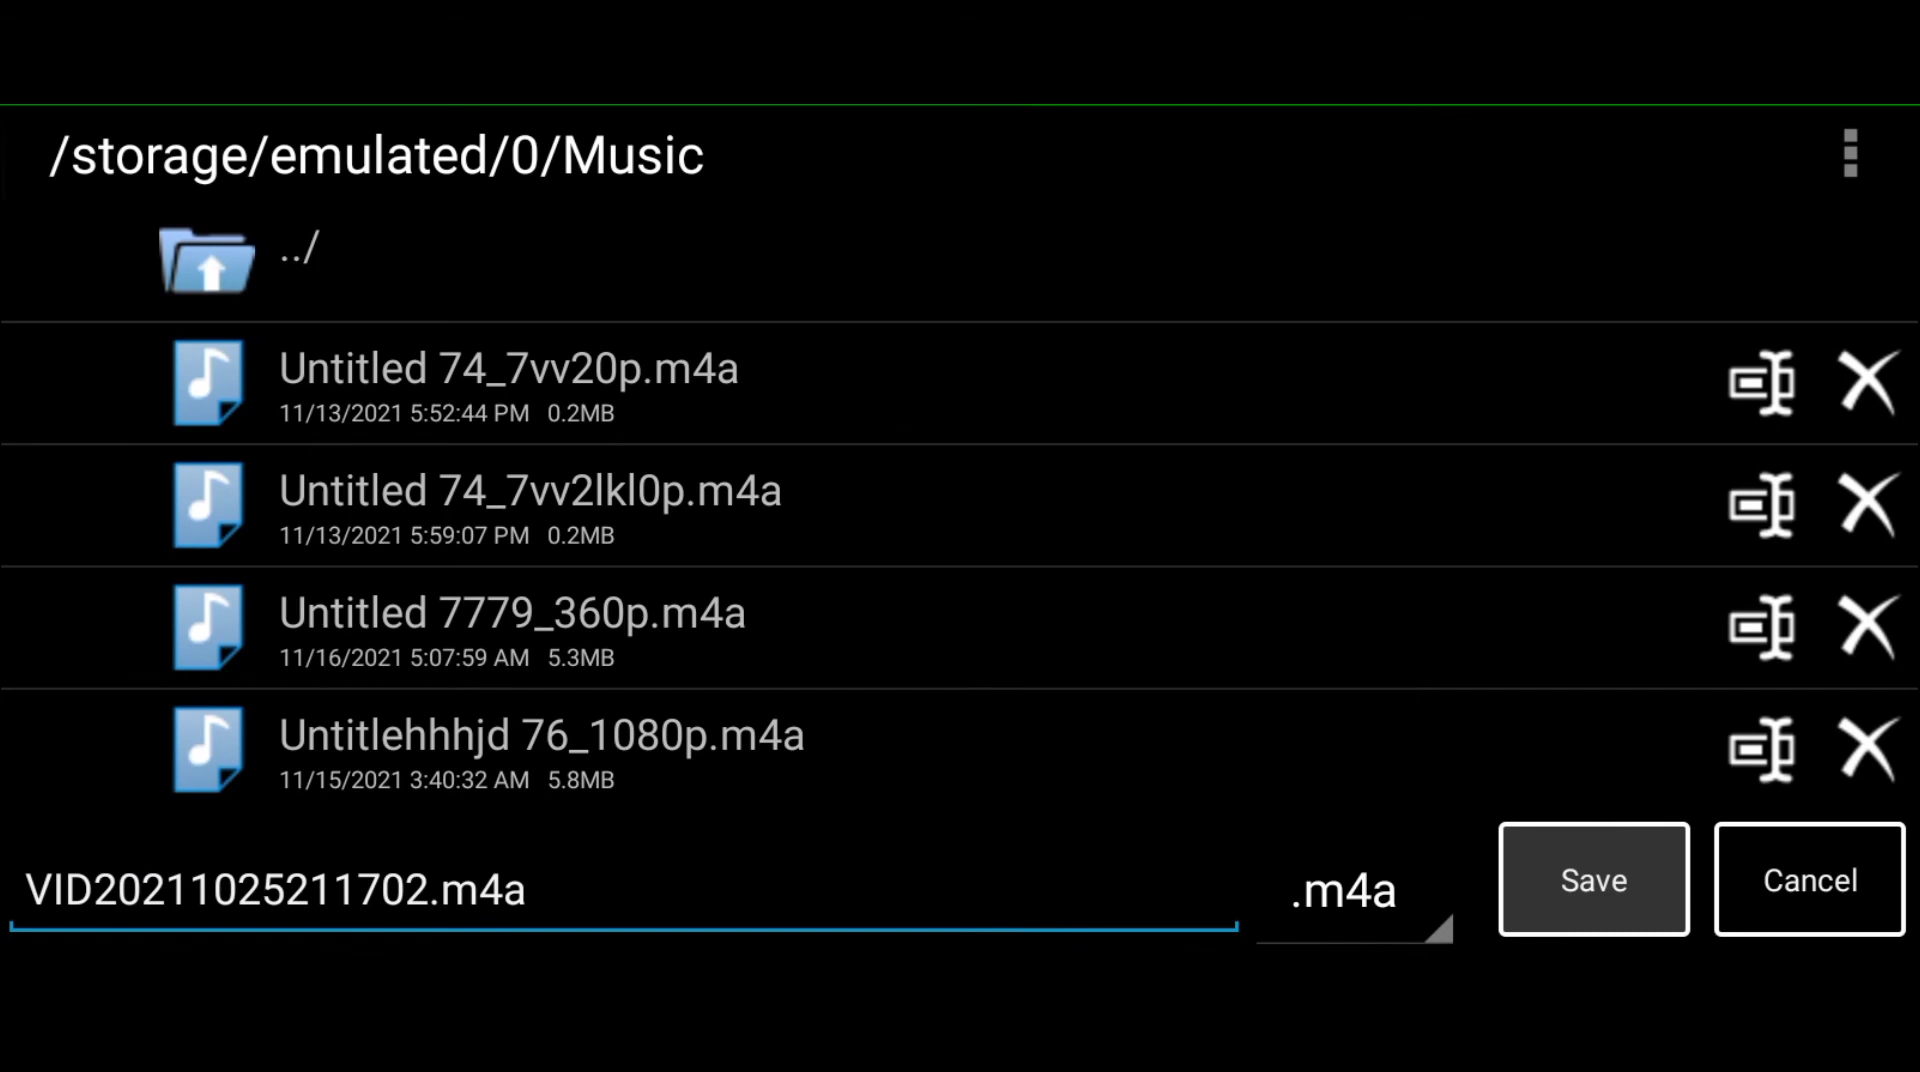 /storage/emulated/0/Music
../
Untitled 74_7vv20p.m4a
11/13/2021 5:52:44 PM 0.2MB
Untitled 74_7vv2lkl0p.m4a
11/13/2021 5:59:07 PM 0.2MB
Untitled 7779_360p.m4a
11/16/2021 5:07:59 AM 5.3MB
Untitlehhhjd 76_1080p.m4a
11/15/2021 3:40:32 AM 5.8MB
VID20211025211702.m4a
.m4a
Save
Cancel